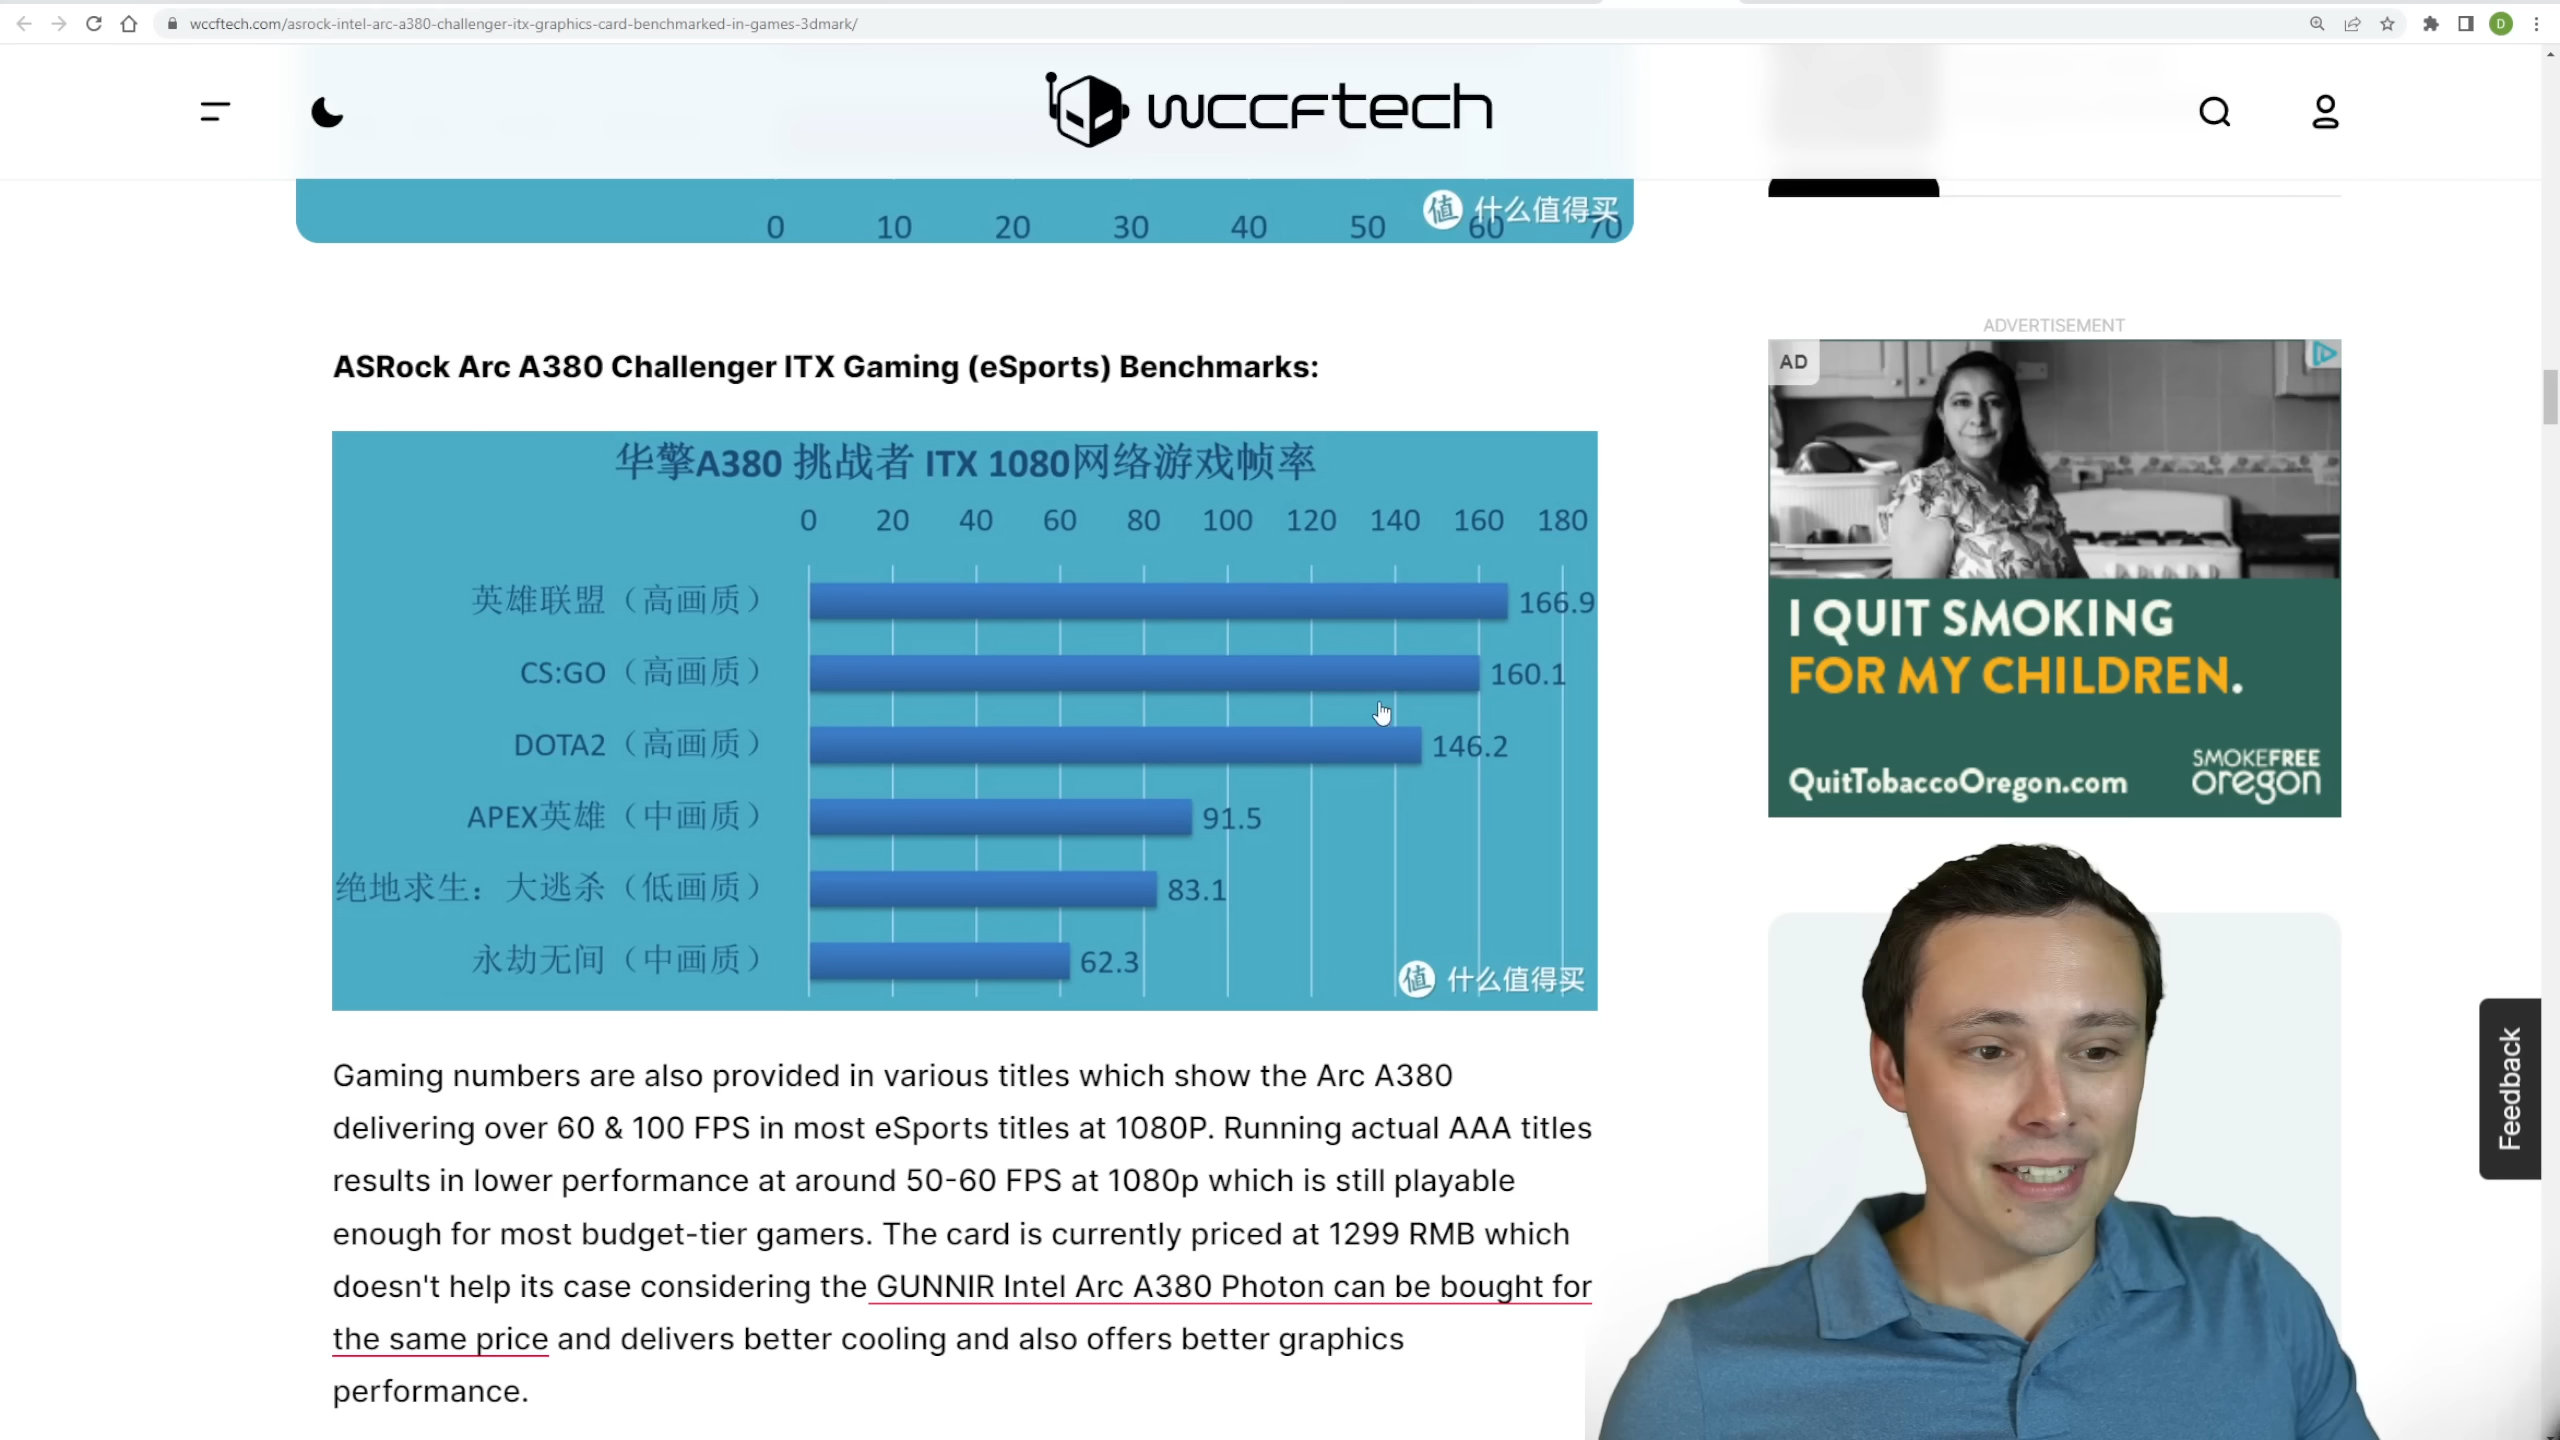 wccftech.com/asrock-intel-arc-a380-challenger-itx-graphics-card-benchmarked-in-games-3dmark/
D
wccftech
0 10 20 30 40 50 60 70
值 什么值得买
ADVERTISEMENT
ASRock Arc A380 Challenger ITX Gaming (eSports) Benchmarks:
华擎A380 挑战者 ITX 1080网络游戏帧率
0 20 40 60 80 100 120 140 160 180
英雄联盟（高画质） 166.9
CS:GO（高画质） 160.1
DOTA2（高画质） 146.2
APEX英雄（中画质） 91.5
绝地求生：大逃杀（低画质） 83.1
永劫无间（中画质） 62.3
值 什么值得买
AD
I QUIT SMOKING
FOR MY CHILDREN.
QuitTobaccoOregon.com
SMOKEFREE
oregon
Gaming numbers are also provided in various titles which show the Arc A380
delivering over 60 & 100 FPS in most eSports titles at 1080P. Running actual AAA titles
results in lower performance at around 50-60 FPS at 1080p which is still playable
enough for most budget-tier gamers. The card is currently priced at 1299 RMB which
doesn't help its case considering the GUNNIR Intel Arc A380 Photon can be bought for
the same price and delivers better cooling and also offers better graphics
performance.
Feedback